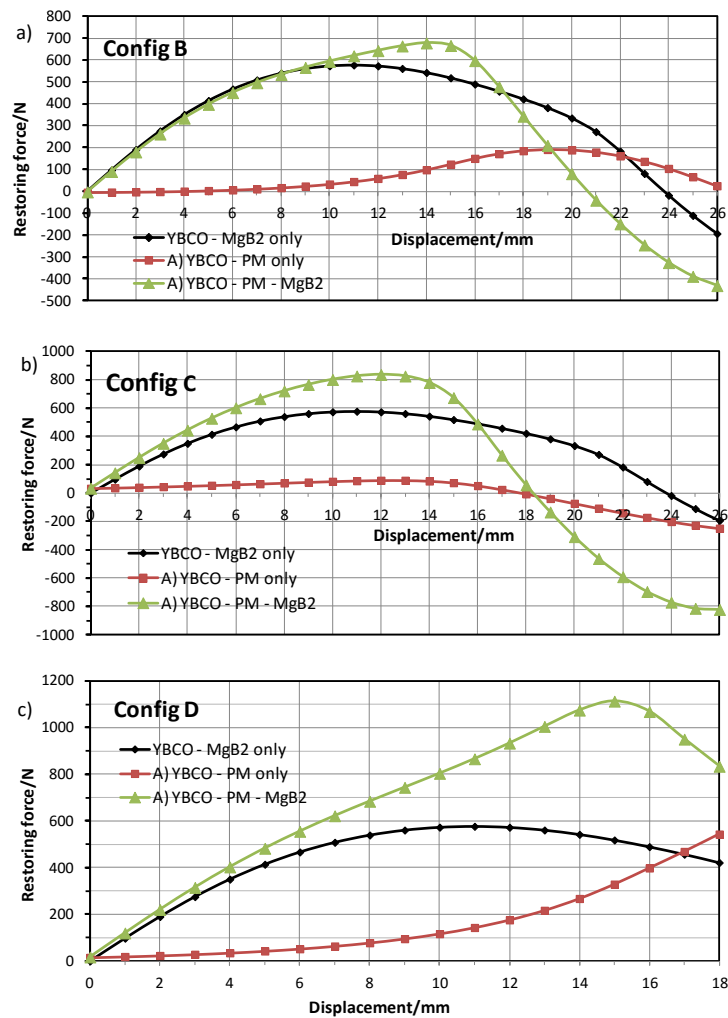 a)
Config B
Restoring force/N
800
700
600
500
400
300
200
100
0
-100
-200
-300
-400
-500
0 2 4 6 8 10 12 14 16 18 20 22 24 26
Displacement/mm
YBCO - MgB2 only
A) YBCO - PM only
A) YBCO - PM - MgB2
b)
Config C
Restoring force/N
1000
800
600
400
200
0
-200
-400
-600
-800
-1000
0 2 4 6 8 10 12 14 16 18 20 22 24 26
Displacement/mm
YBCO - MgB2 only
A) YBCO - PM only
A) YBCO - PM - MgB2
c)
Config D
Restoring force/N
1200
1000
800
600
400
200
0
YBCO - MgB2 only
A) YBCO - PM only
A) YBCO - PM - MgB2
0 2 4 6 8 10 12 14 16 18
Displacement/mm